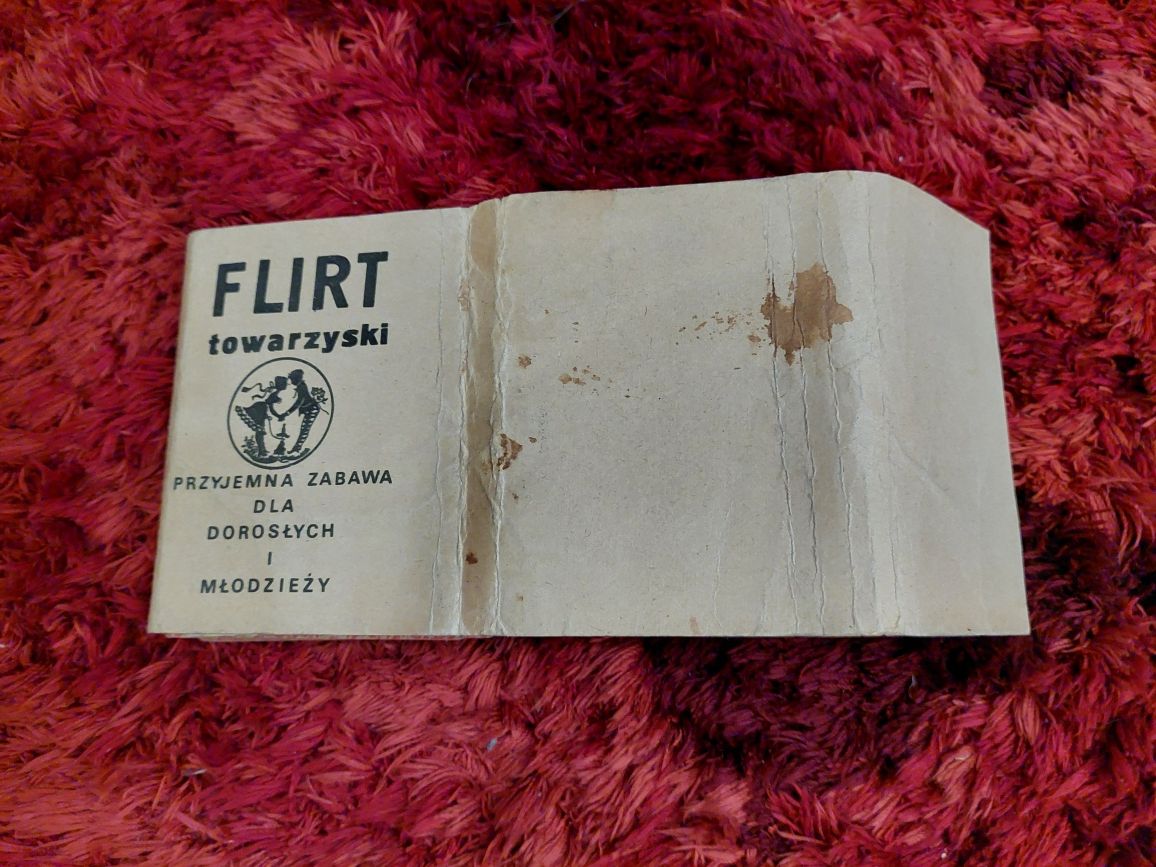 FLIRT
towarzyski
PRZYJEMNA ZABAWA
DLA
DOROSŁYCH
I
MŁODZIEŻY